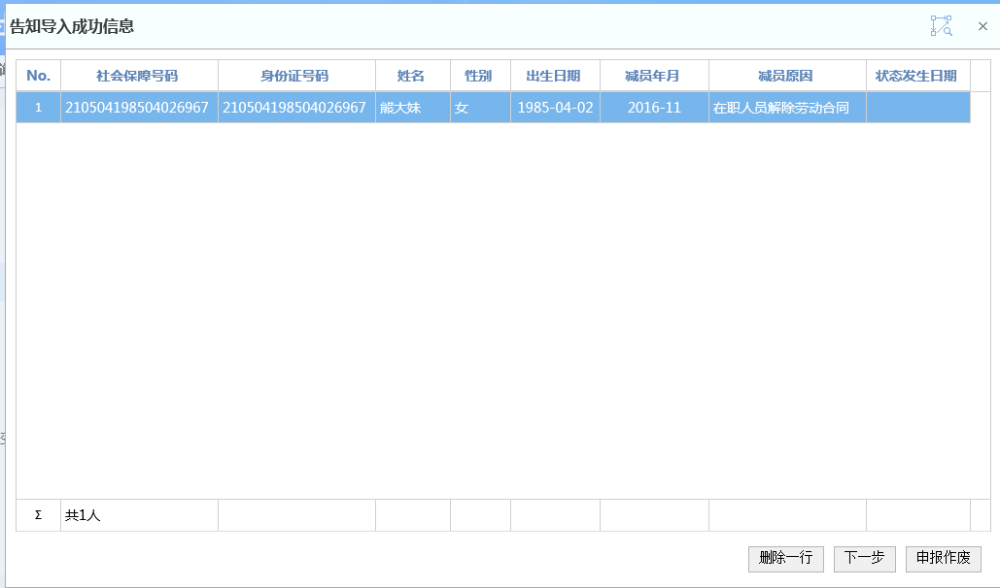 告知导入成功信息
No. 社会保障号码 身份证号码 姓名 性别 出生日期 减员年月 减员原因 状态发生日期
1 210504198504026967 210504198504026967 熊大妹 女 1985-04-02 2016-11 在职人员解除劳动合同
Σ 共1人
删除一行 下一步 申报作废